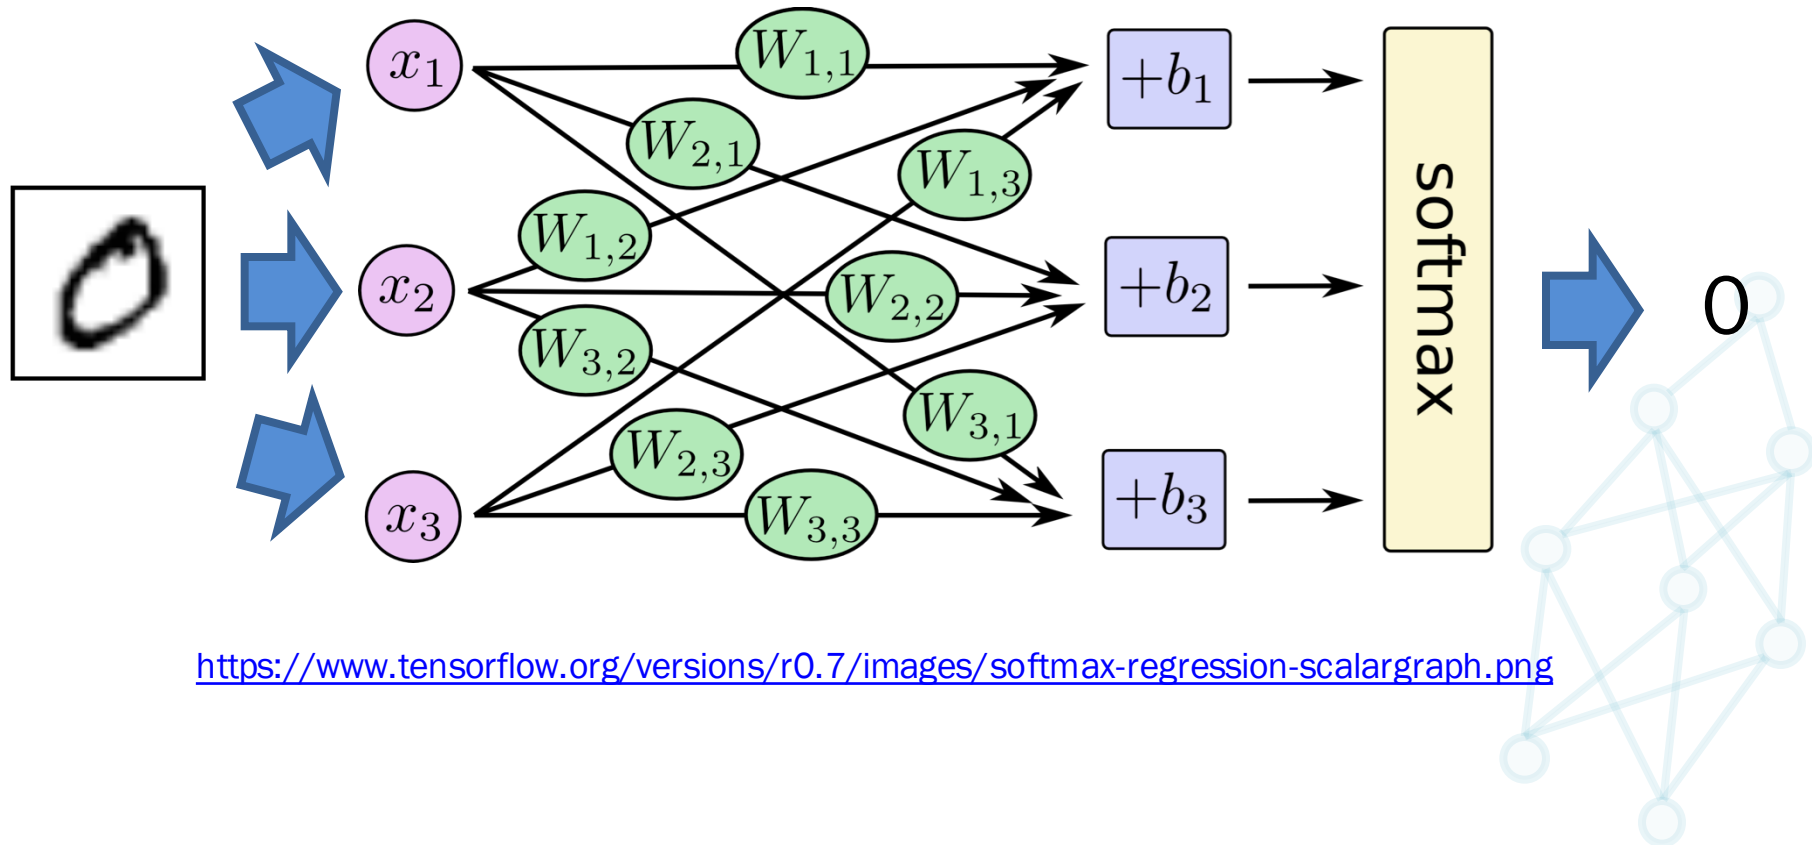 x₁ W₁,₁ +b₁
W₂,₁
W₁,₃
W₁,₂
x₂ W₂,₂ +b₂
W₃,₂
W₃,₁
W₂,₃
x₃ W₃,₃ +b₃
softmax
0
https://www.tensorflow.org/versions/r0.7/images/softmax-regression-scalargraph.png